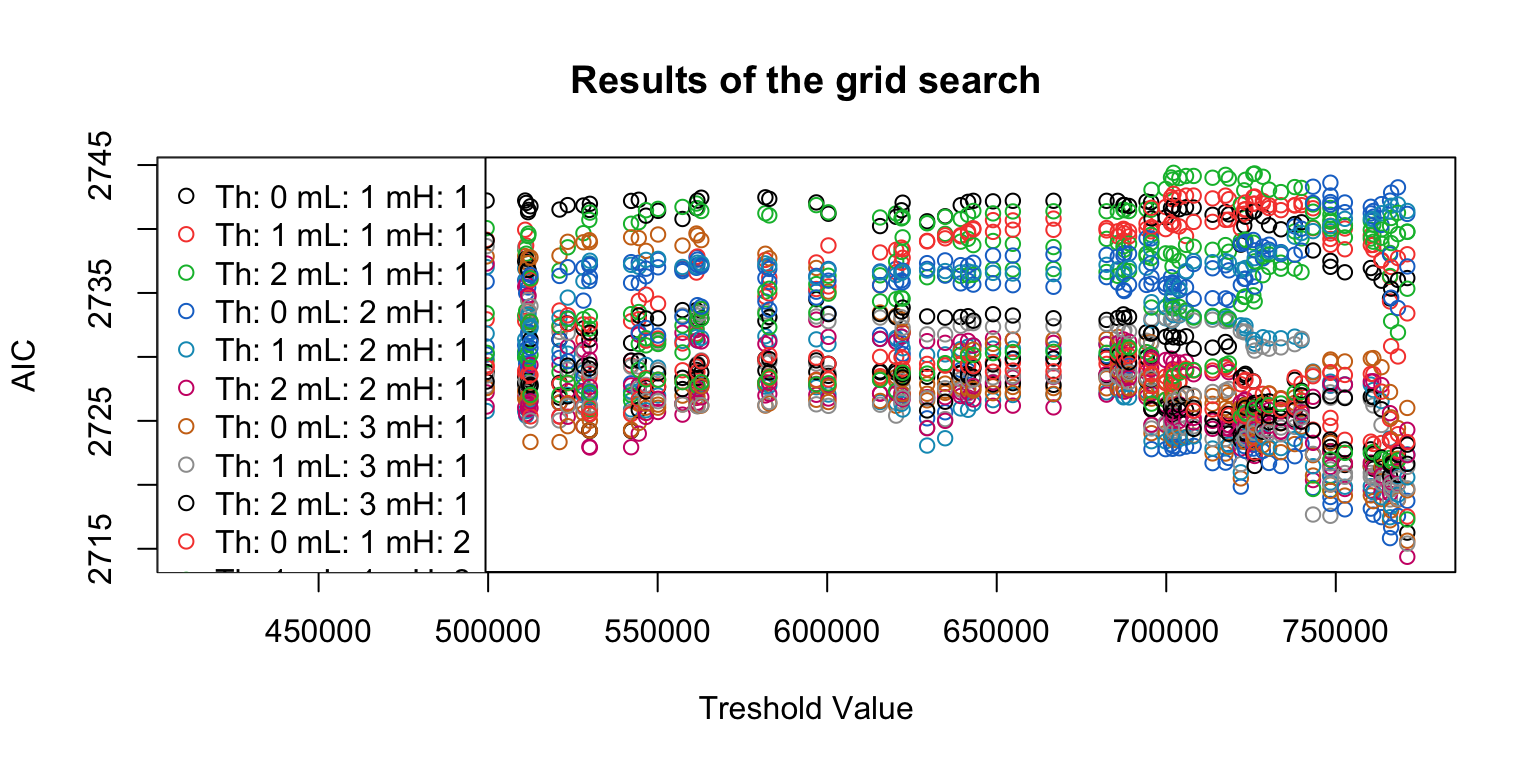 Results of the grid search
AIC
2745
2735
2725
2715
Th: 0 mL: 1 mH: 1
Th: 1 mL: 1 mH: 1
Th: 2 mL: 1 mH: 1
Th: 0 mL: 2 mH: 1
Th: 1 mL: 2 mH: 1
Th: 2 mL: 2 mH: 1
Th: 0 mL: 3 mH: 1
Th: 1 mL: 3 mH: 1
Th: 2 mL: 3 mH: 1
Th: 0 mL: 1 mH: 2
450000 500000 550000 600000 650000 700000 750000
Treshold Value